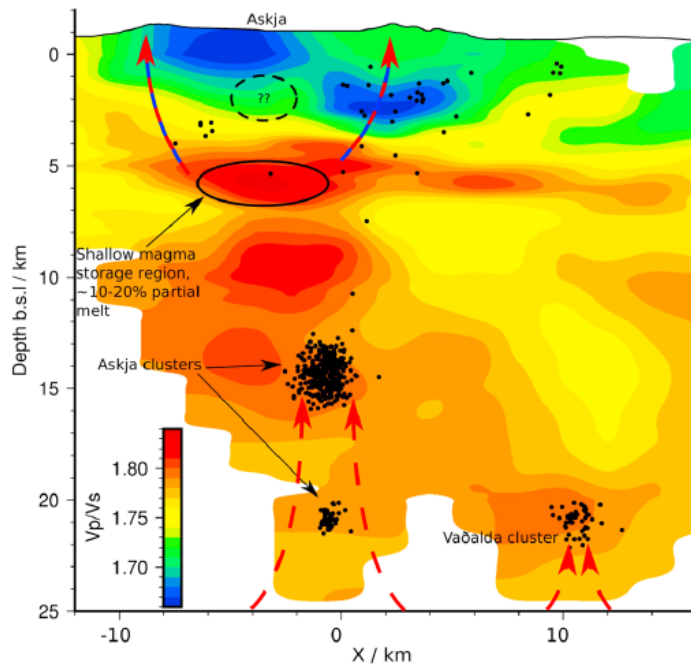 Askja
0
??
5
Shallow magma
storage region,
~10-20% partial
melt
10
Depth b.s.l / km
Askja clusters
15
1.80
1.75
1.70
Vp/Vs
20
Vaðalda cluster
25
-10
0
10
X / km